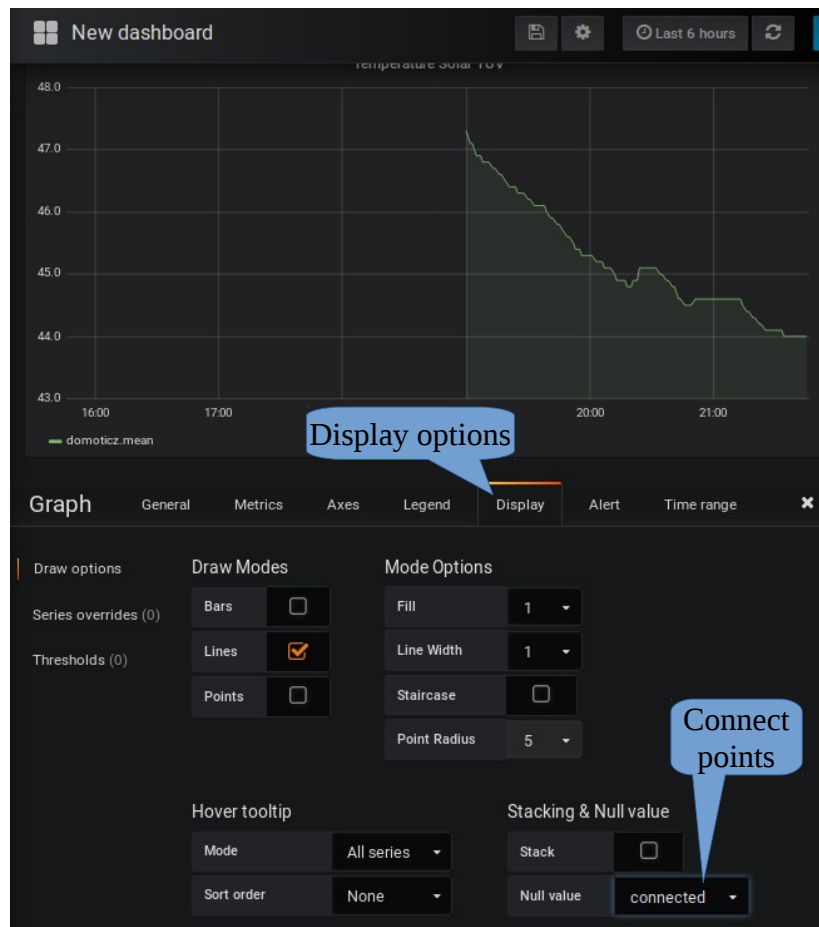 New dashboard
Last 6 hours
Temperature Solar TUV
48.0
47.0
46.0
45.0
44.0
43.0
16:00 17:00 20:00 21:00
domoticz.mean
Display options
Graph General Metrics Axes Legend Display Alert Time range
Draw options
Series overrides (0)
Thresholds (0)
Draw Modes
Bars
Lines
Points
Mode Options
Fill 1
Line Width 1
Staircase
Point Radius 5
Connect
points
Hover tooltip
Mode All series
Sort order None
Stacking & Null value
Stack
Null value connected